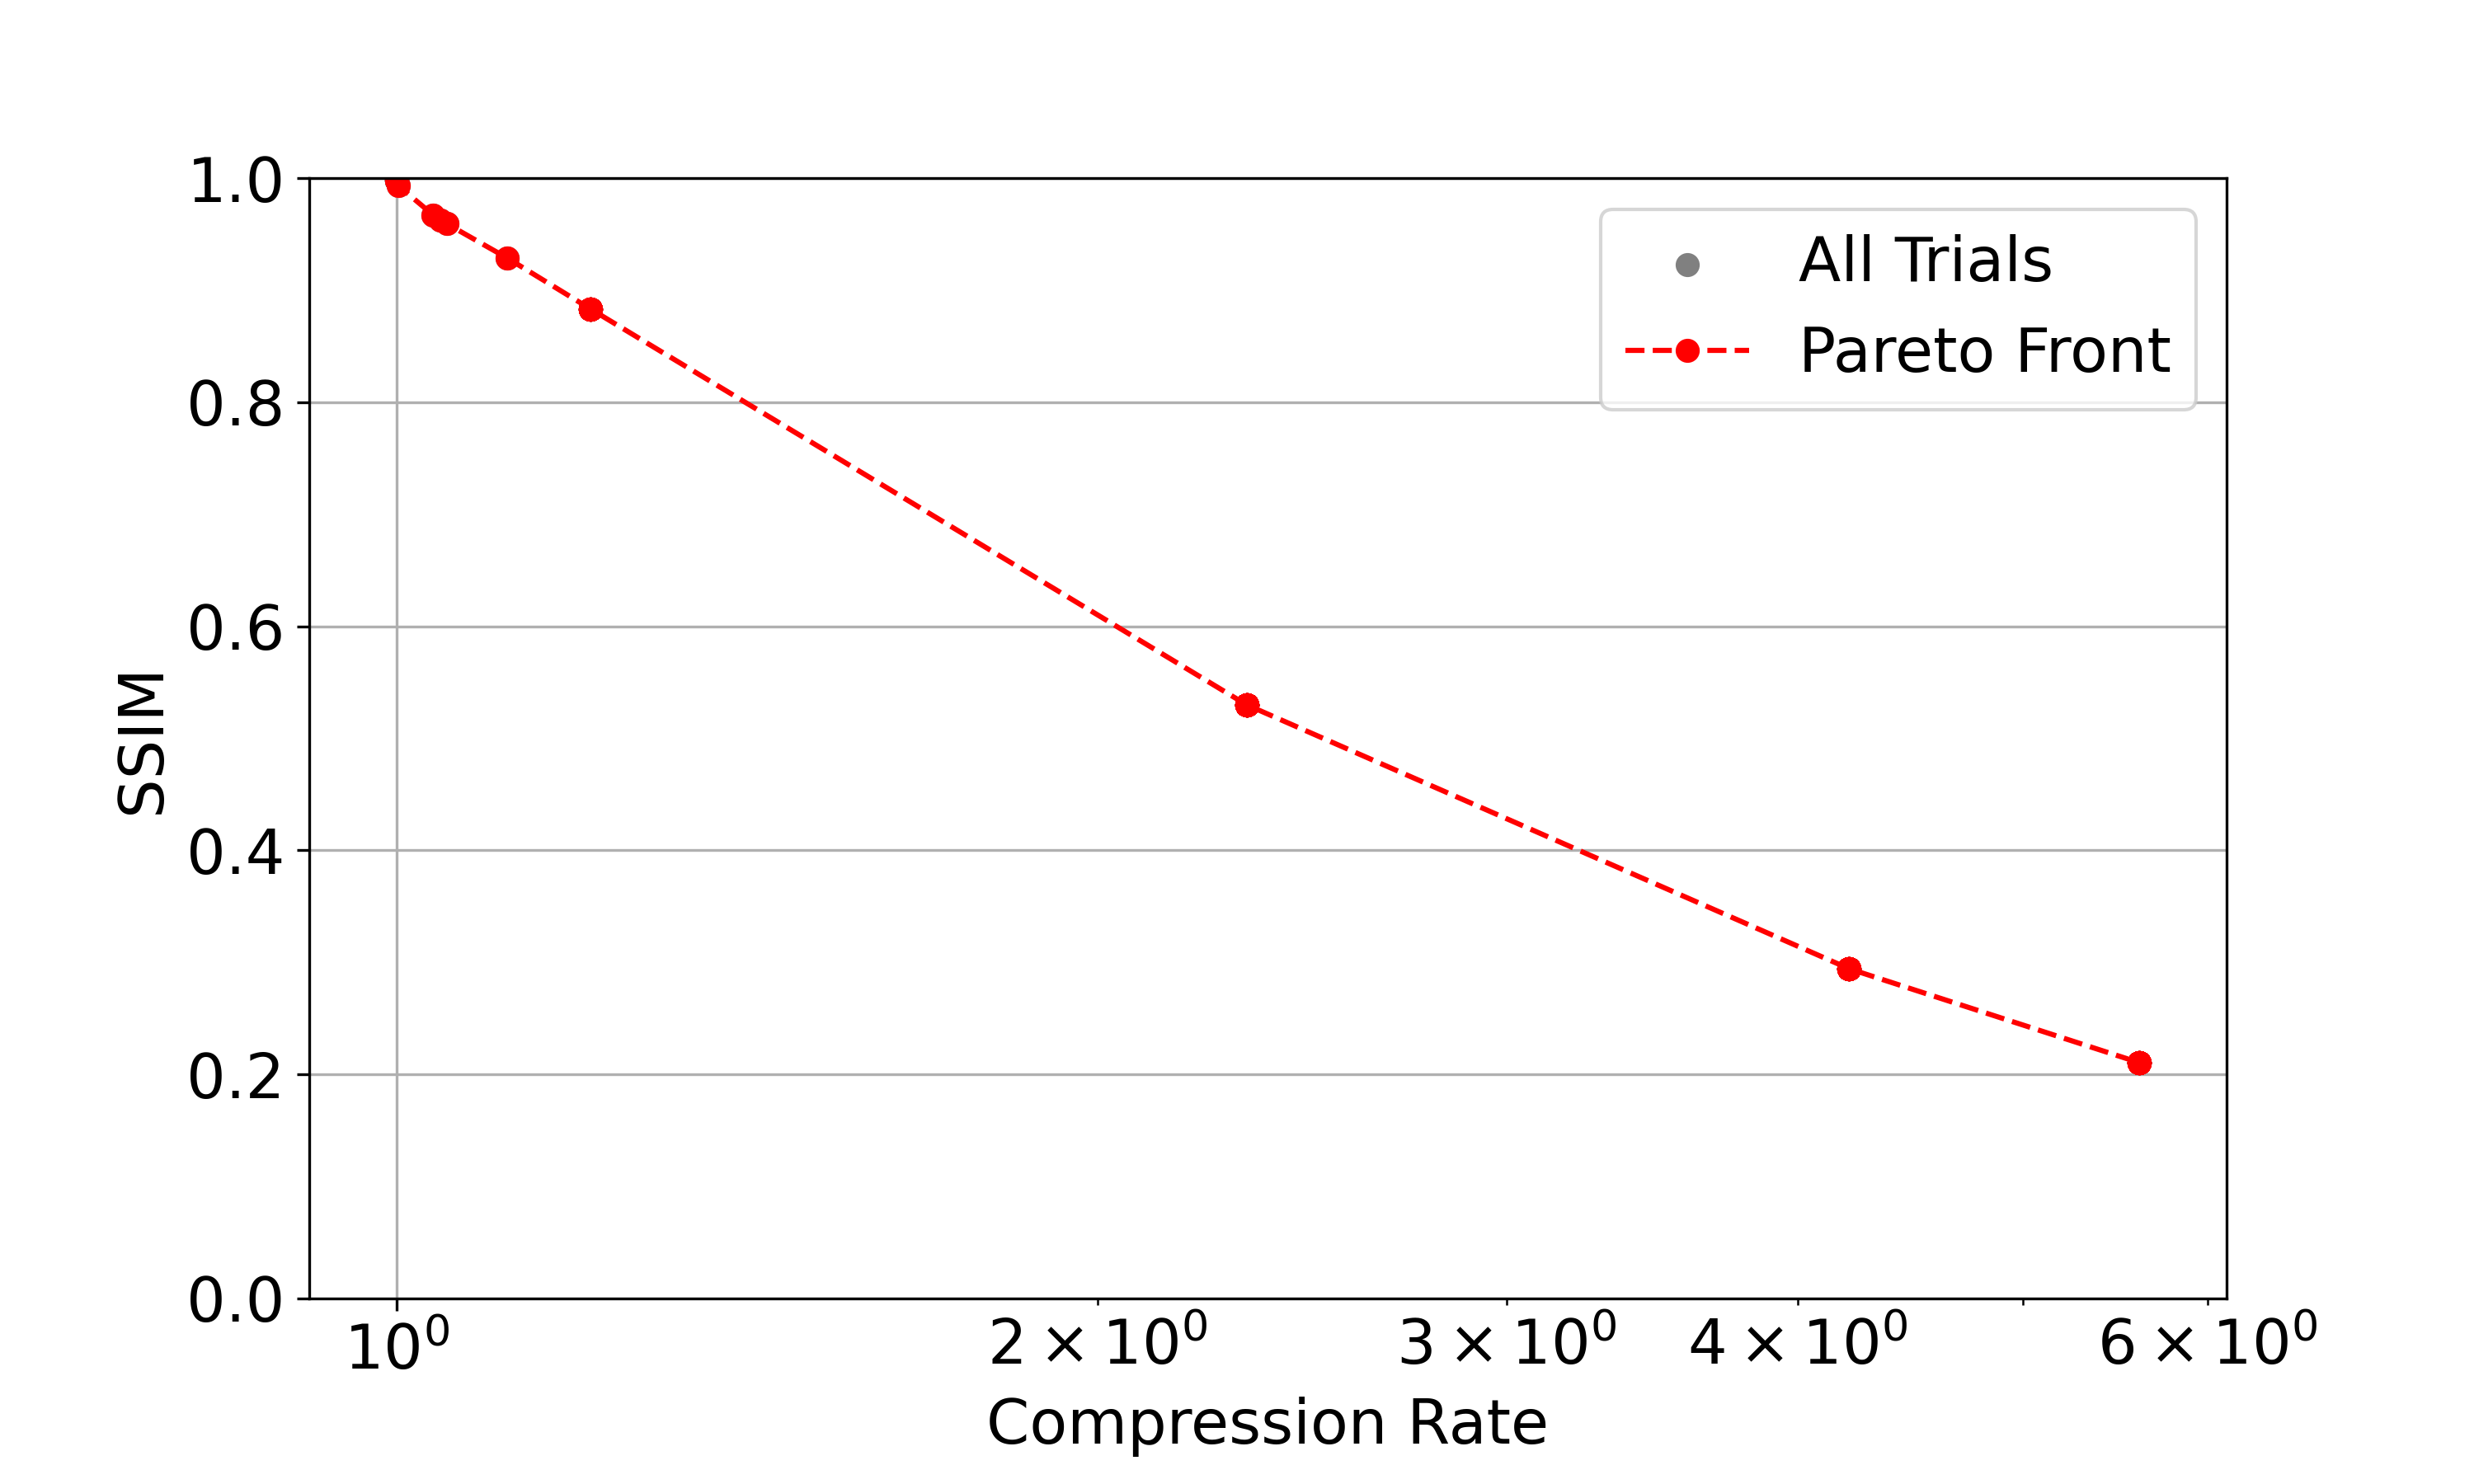 1.0
0.8
0.6
0.4
0.2
0.0
SSIM
All Trials
Pareto Front
10⁰
2 × 10⁰
3 × 10⁰
4 × 10⁰
6 × 10⁰
Compression Rate